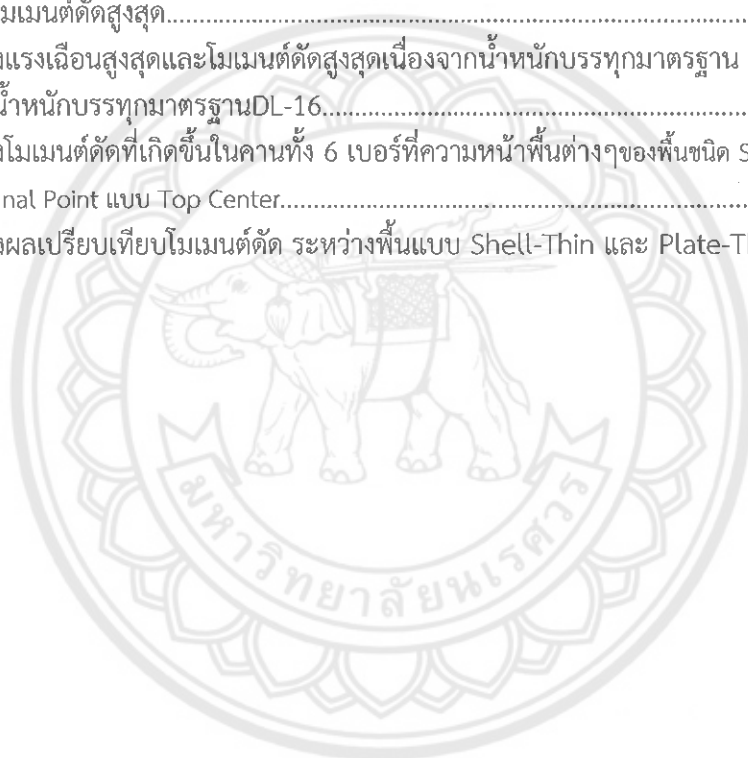 มเมนต์ดัดสูงสุด................................................................................
งแรงเฉือนสูงสุดและโมเมนต์ดัดสูงสุดเนื่องจากน้ำหนักบรรทุกมาตรฐาน
น้ำหนักบรรทุกมาตรฐานDL-16................................................................
งโมเมนต์ดัดที่เกิดขึ้นในคานทั้ง 6 เบอร์ที่ความหน้าพื้นต่างๆของพื้นชนิด S
nal Point แบบ Top Center................................................................
งผลเปรียบเทียบโมเมนต์ดัด ระหว่างพื้นแบบ Shell-Thin และ Plate-T
มหาวิทยาลัยนเรศวร